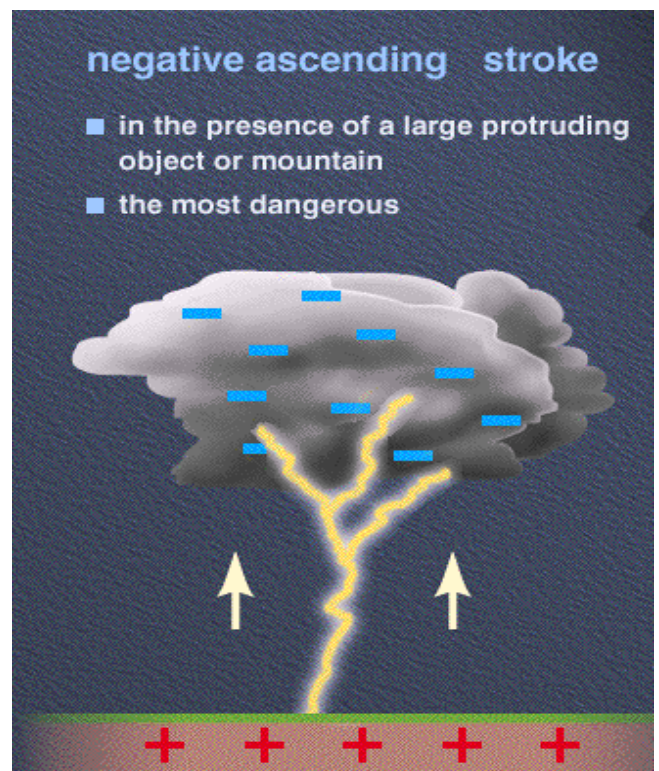 negative ascending stroke
in the presence of a large protruding
object or mountain
the most dangerous